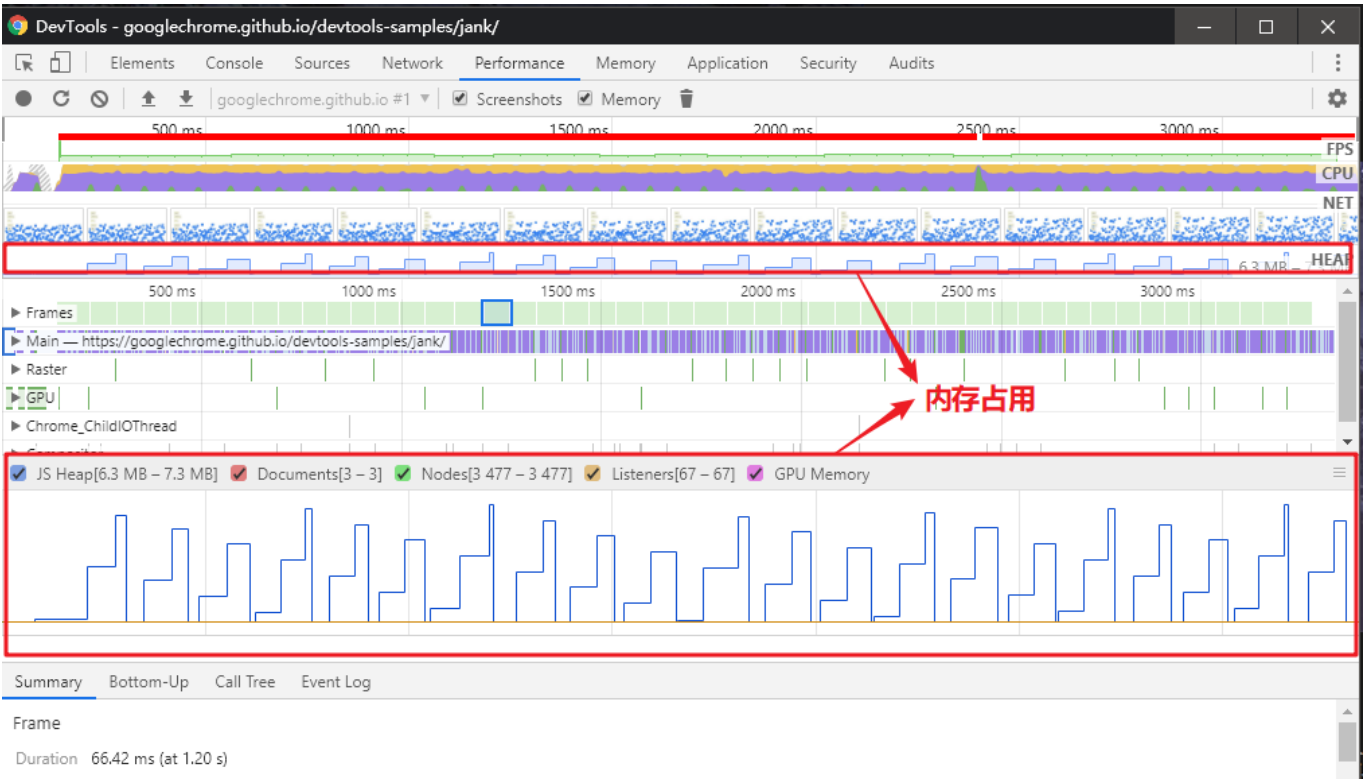 DevTools - googlechrome.github.io/devtools-samples/jank/
Elements Console Sources Network Performance Memory Application Security Audits
googlechrome.github.io #1 Screenshots Memory
500 ms 1000 ms 1500 ms 2000 ms 2500 ms 3000 ms
FPS
CPU
NET
HEAP
6.3 MB –
500 ms 1000 ms 1500 ms 2000 ms 2500 ms 3000 ms
Frames
Main — https://googlechrome.github.io/devtools-samples/jank/
Raster
内存占用
GPU
Chrome_ChildIOThread
JS Heap[6.3 MB – 7.3 MB] Documents[3 – 3] Nodes[3 477 – 3 477] Listeners[67 – 67] GPU Memory
Summary Bottom-Up Call Tree Event Log
Frame
Duration 66.42 ms (at 1.20 s)